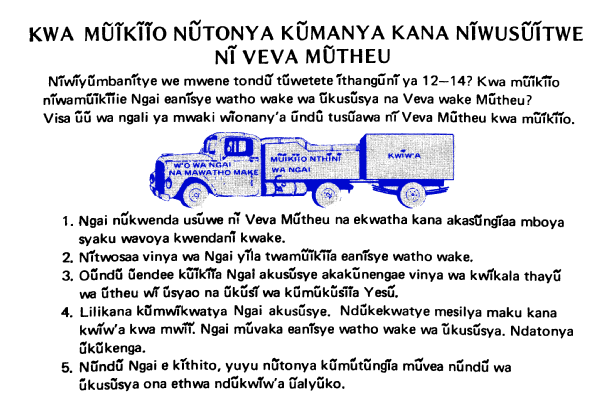 KWA MŨĨKĨĨO NŨTONYA KŨMANYA KANA NĨWUSŨĨTWE
NĨ VEVA MŨTHEU
Nĩwĩyũmbanĩtye we mwene tondũ tũwetete ĩthangũnĩ ya 12—14? Kwa mũĩkĩĩo
nĩwamũĩkĩĩie Ngai eanĩsye watho wake wa ũkusũsya na Veva wake Mũtheu?
Visa ũũ wa ngali ya mwaki wĩonany'a ũndũ tusũawa nĩ Veva Mũtheu kwa mũĩkĩĩo.
W'O WA NGAI
NA MAWATHO MAKE
MŨĨKĨĨO NTHĨNĨ
WA NGAI
KWĨW'A
1. Ngai nũkwenda usũwe nĩ Veva Mũtheu na ekwatha kana akasũngĩaa mboya
syaku wavoya kwendanĩ kwake.
2. Nĩtwosaa vinya wa Ngai yĩla twamũĩkĩĩa eanĩsye watho wake.
3. Oũndũ ũendee kũĩkĩĩa Ngai akusũsye akakũnengae vinya wa kwĩkala thayũ
wa ũtheu wĩ ũsyao na ũkũsĩ wa kũmũkũsĩĩa Yesũ.
4. Lilikana kũmwĩkwatya Ngai akusũsye. Ndũkekwatye mesilya maku kana
kwĩw'a kwa mwĩĩ. Ngai mũvaka eanĩsye watho wake wa ũkusũsya. Ndatonya
ũkũkenga.
5. Nũndũ Ngai e kĩthito, yuyu nũtonya kũmũtũngĩa mũvea nũndũ wa
ũkusũsya ona ethwa ndũkwĩw'a ũalyũko.